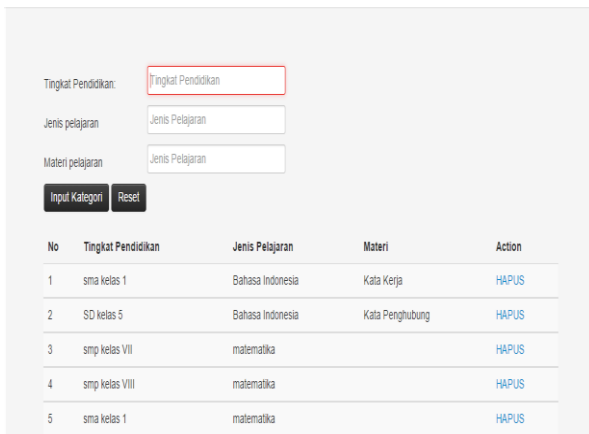 Tingkat Pendidikan: Tingkat Pendidikan
Jenis pelajaran Jenis Pelajaran
Materi pelajaran Jenis Pelajaran
Input Kategori Reset
No Tingkat Pendidikan Jenis Pelajaran Materi Action
1 sma kelas 1 Bahasa Indonesia Kata Kerja HAPUS
2 SD kelas 5 Bahasa Indonesia Kata Penghubung HAPUS
3 smp kelas VII matematika HAPUS
4 smp kelas VIII matematika HAPUS
5 sma kelas 1 matematika HAPUS